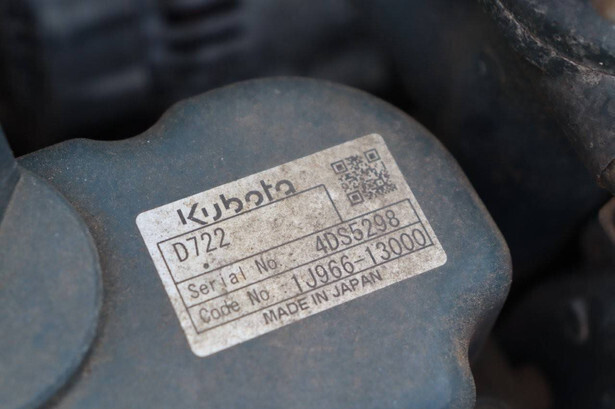 Kubota
D722
Serial No. 4DS5298
Code No. 1J966-13000
MADE IN JAPAN